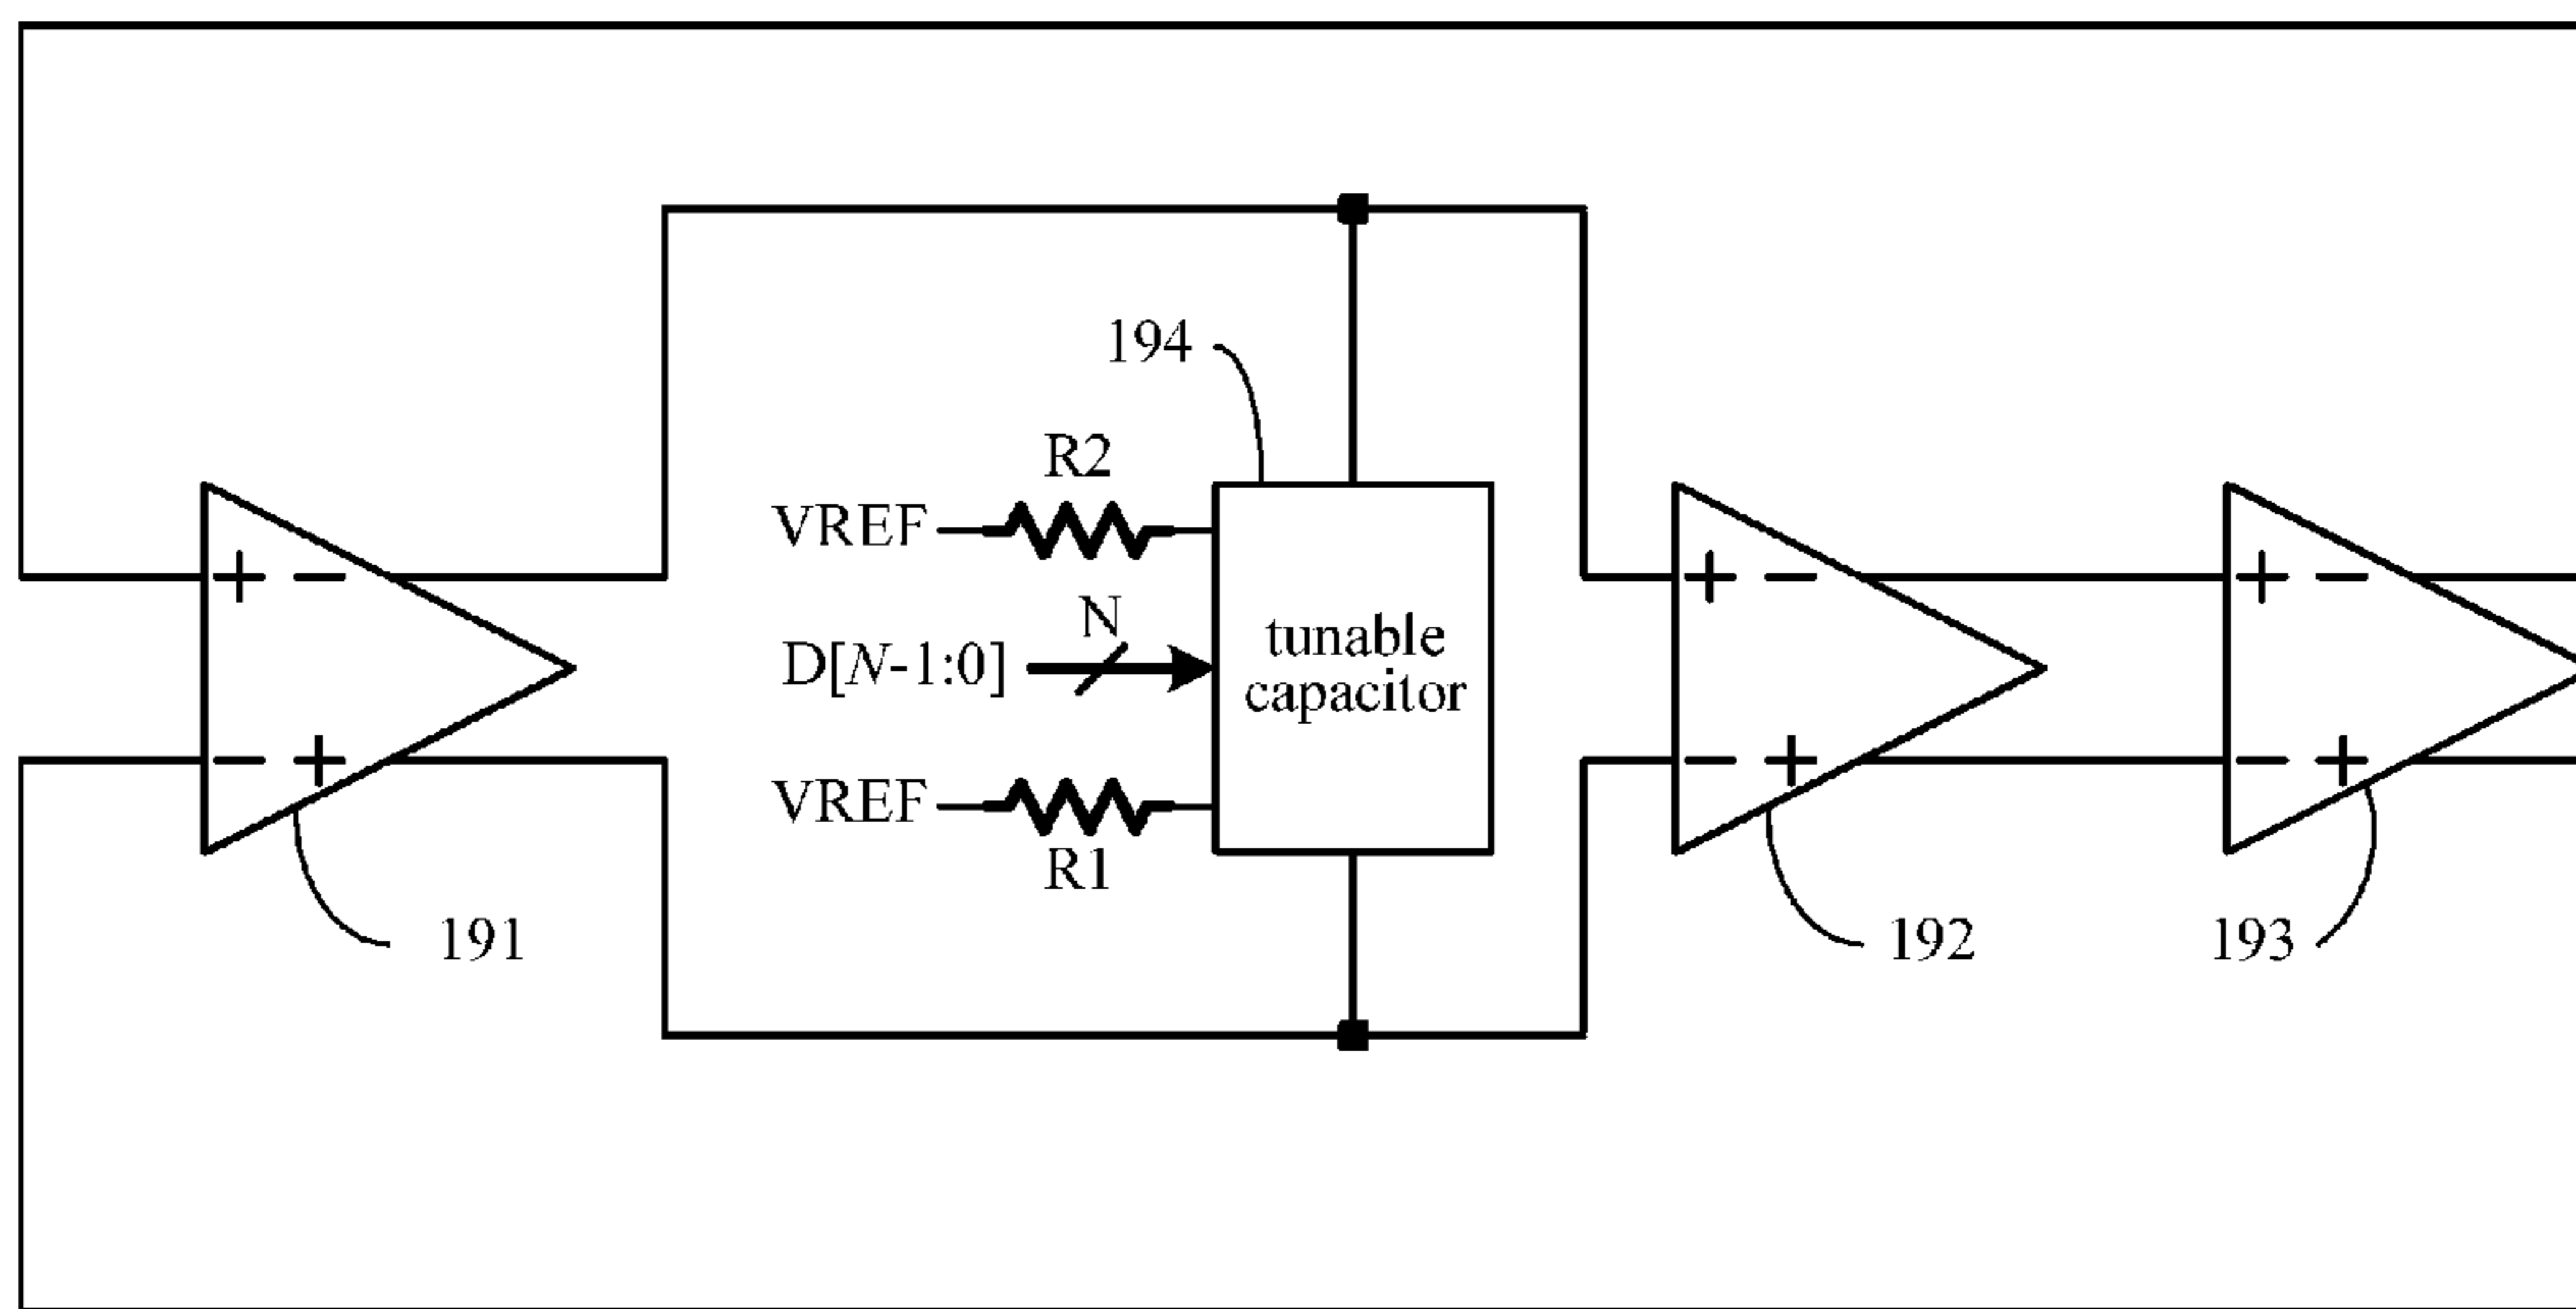 194
R2
VREF
N
D[N-1:0]
tunable
capacitor
VREF
R1
+ −
− +
+ −
− +
+ −
− +
191
192
193